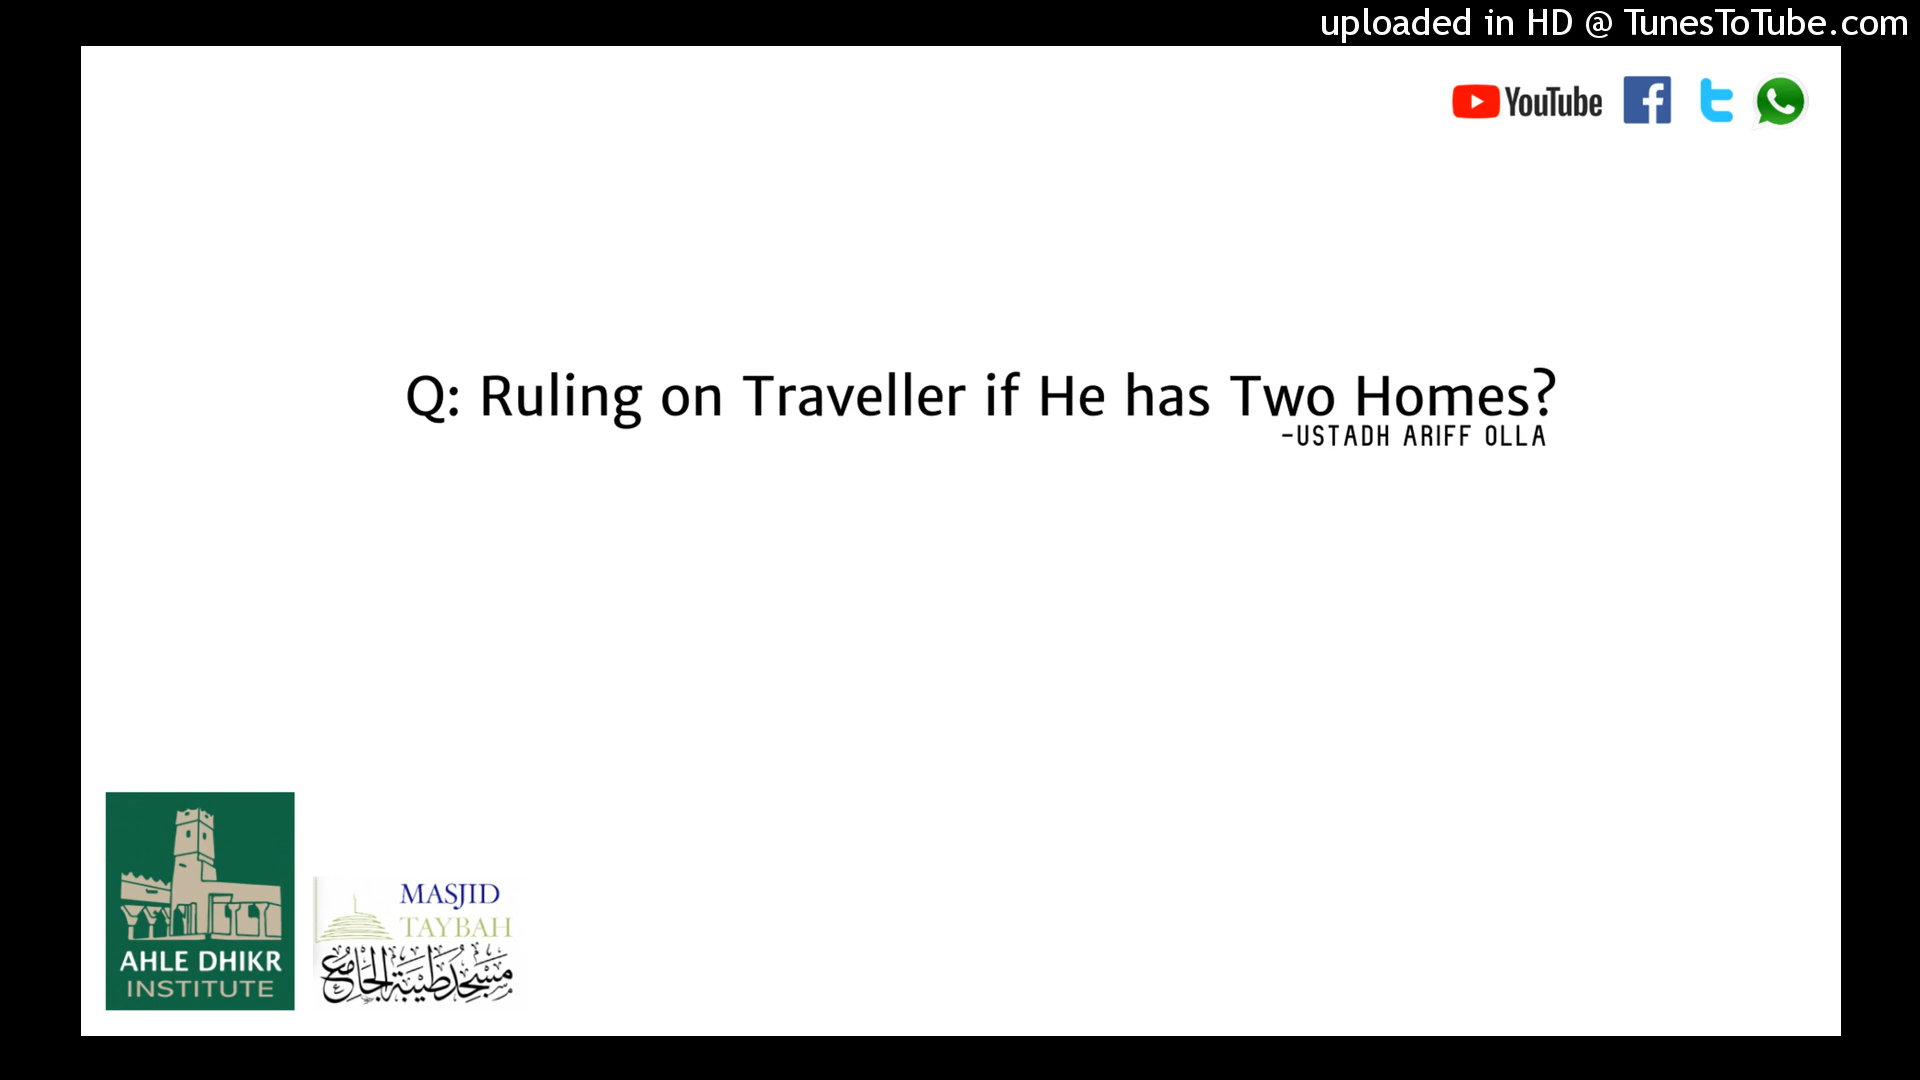 uploaded in HD @ TunesToTube.com
YouTube
Q: Ruling on Traveller if He has Two Homes?
-USTADH ARIFF OLLA
AHLE DHIKR
INSTITUTE
MASJID
TAYBAH
مسجد طيبة الجامع